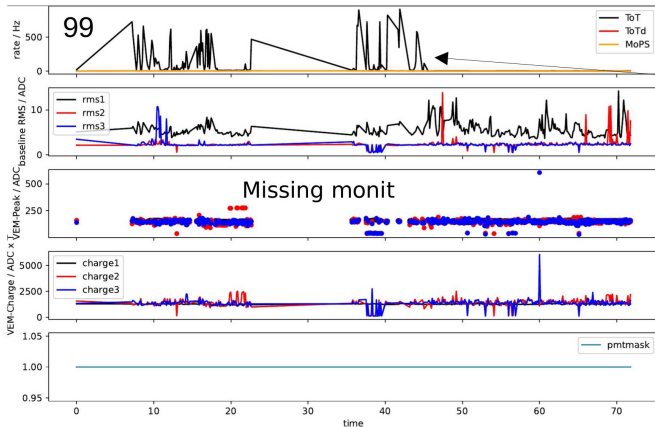 99
rate / Hz
500
0
ToT
ToTd
MoPS
baseline RMS / ADC
10
0
rms1
rms2
rms3
VEM-Peak / ADC
500
250
Missing monit
VEM-Charge / ADC x T
5000
2500
0
charge1
charge2
charge3
1.05
1.00
0.95
pmtmask
0 10 20 30 40 50 60 70
time